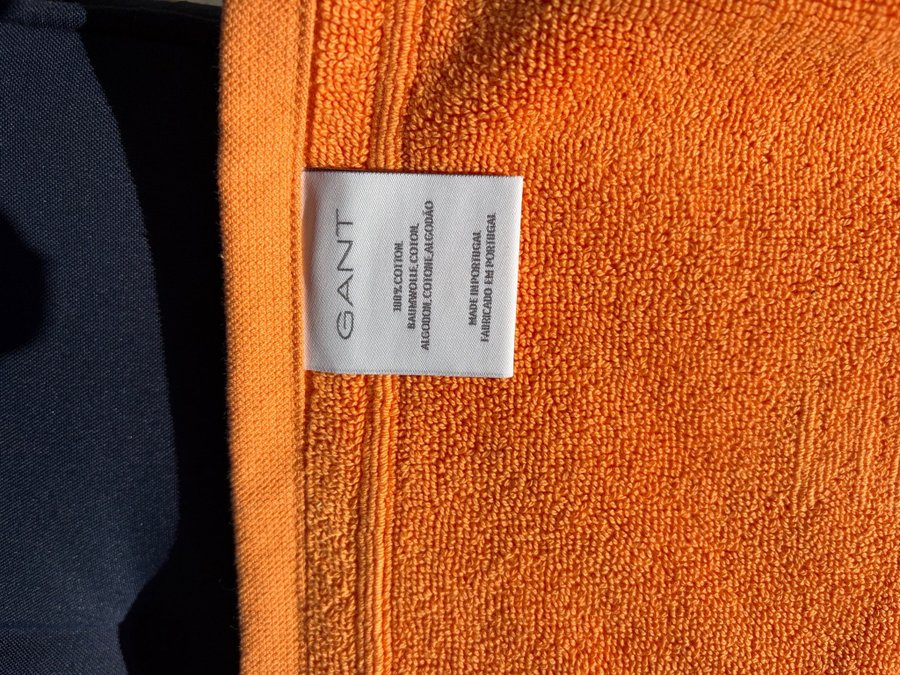 GANT
100% COTTON.
BAUMWOLLE.COTON.
ALGODON.COTONE.ALGODÃO
MADE IN PORTUGAL
FABRICADO EM PORTUGAL